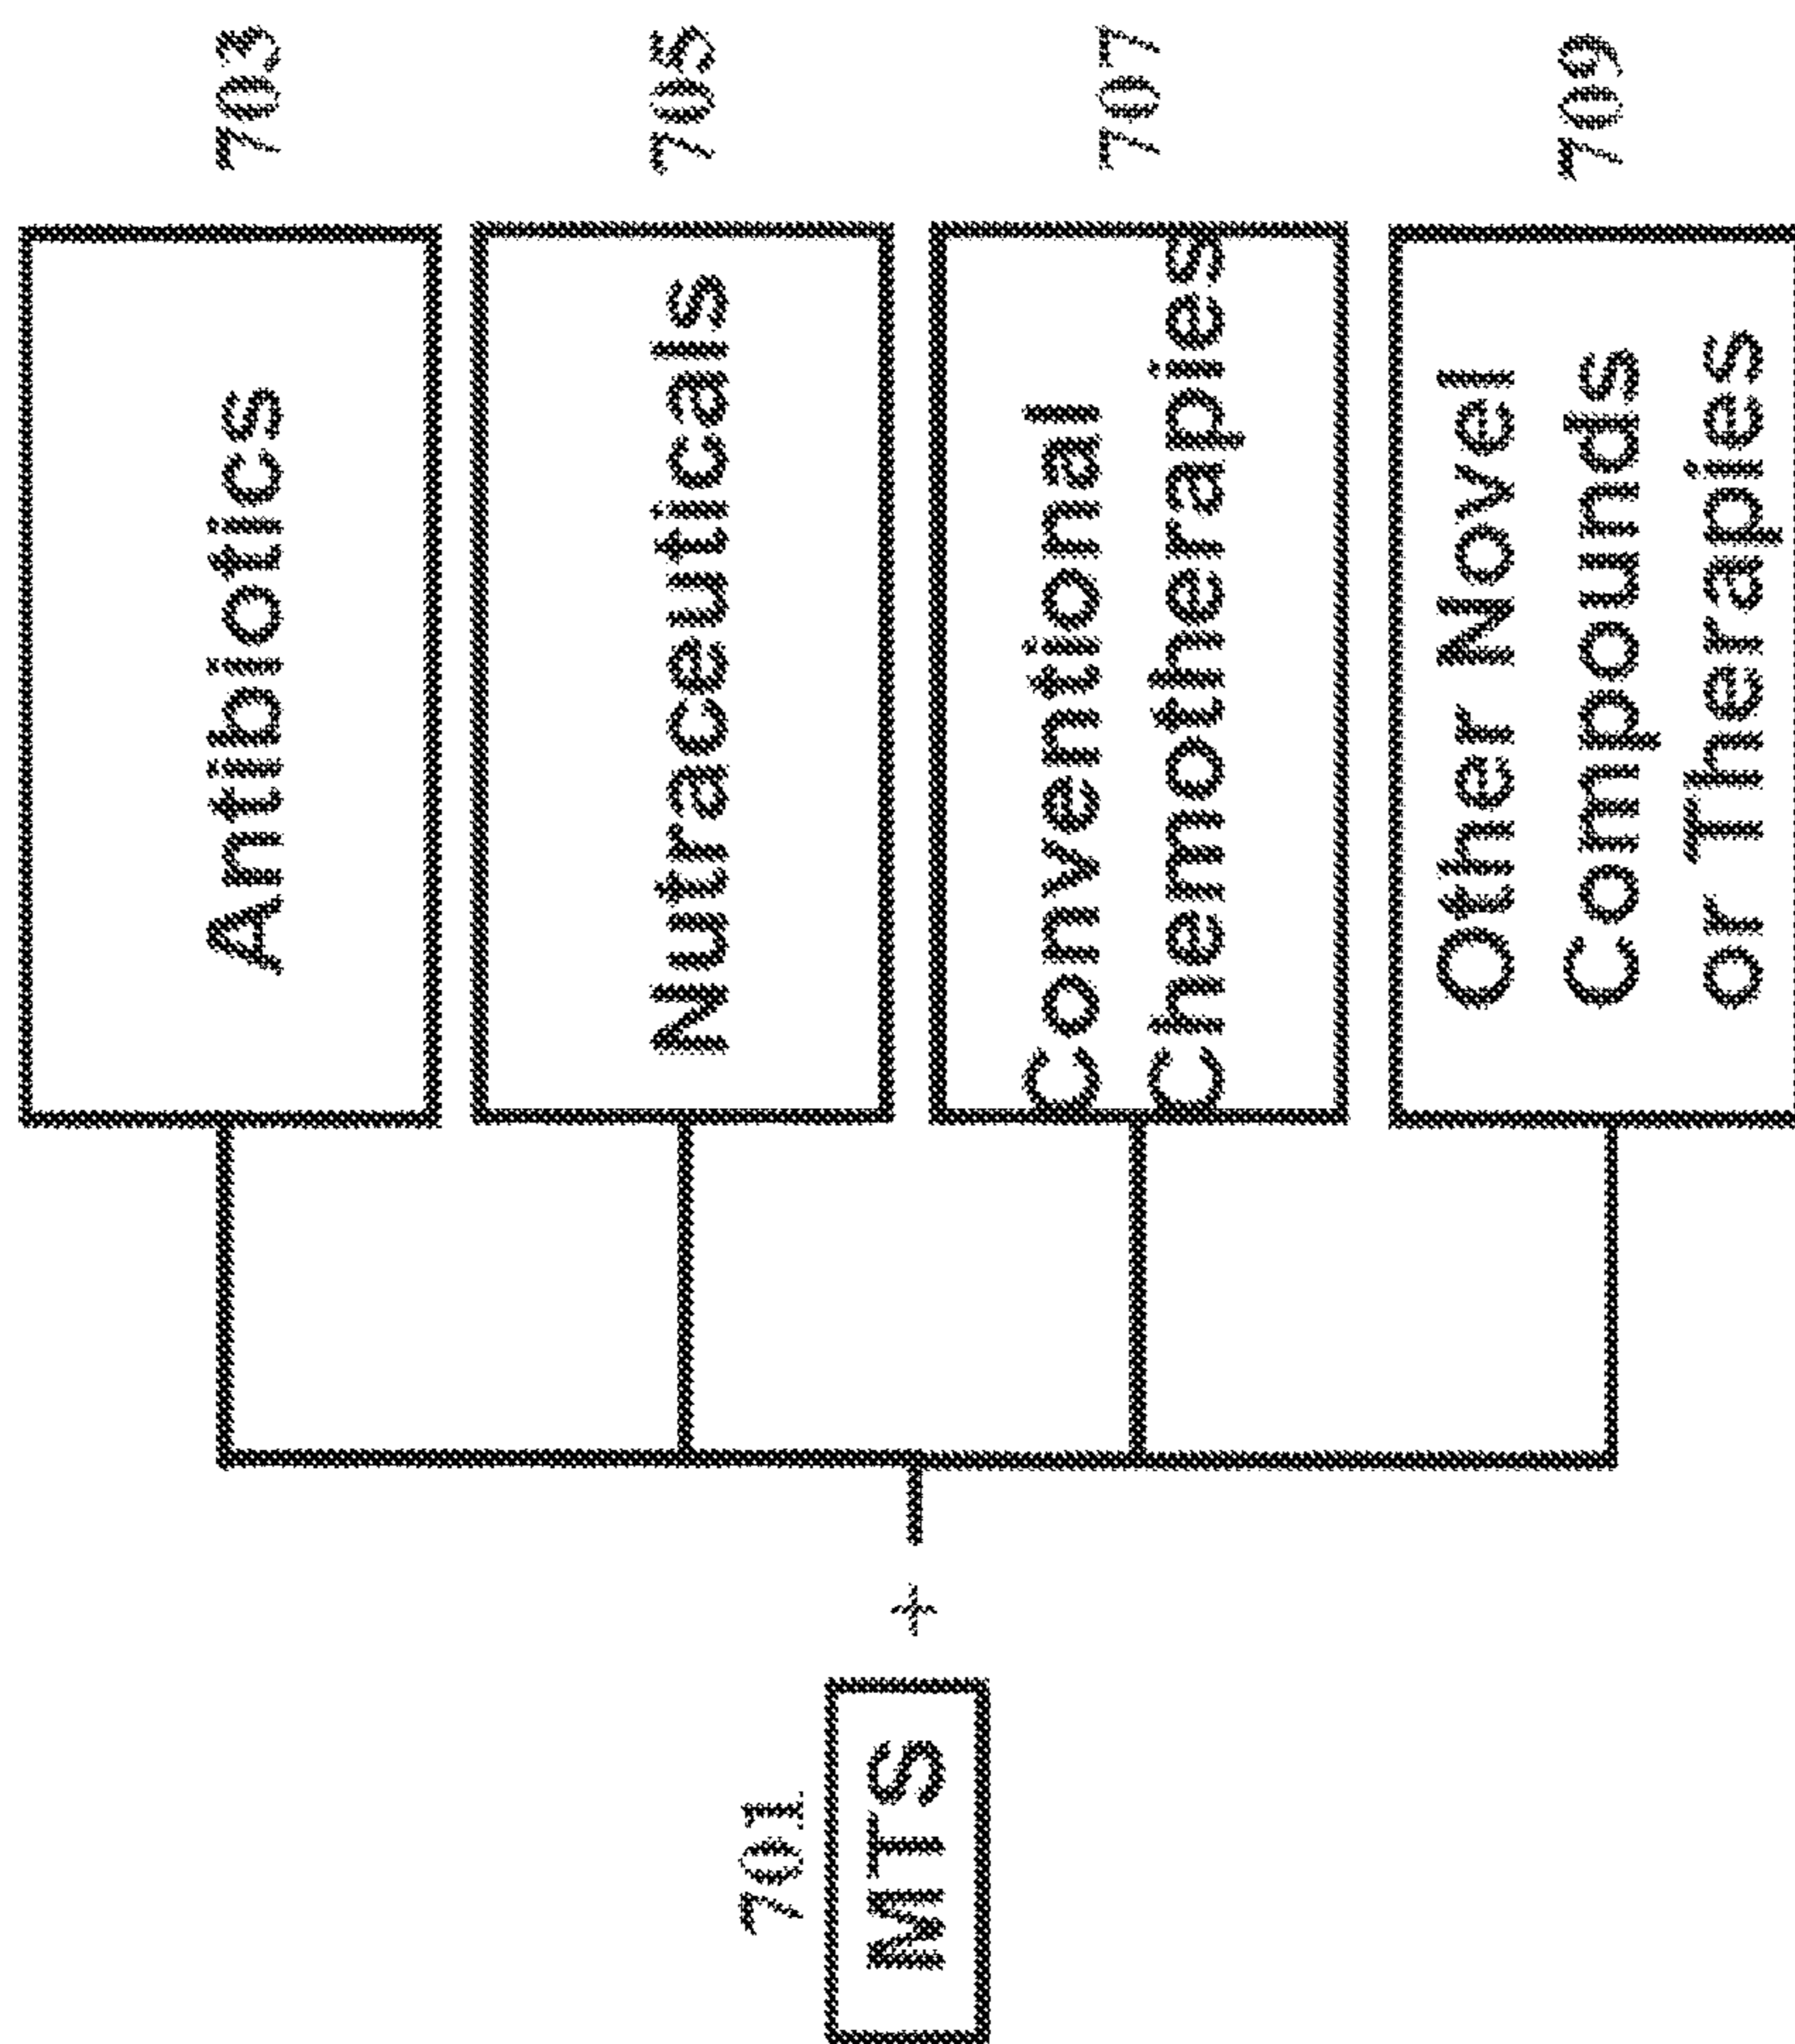 701
MTS
+
Antibiotics
703
Nutraceuticals
705
Conventional
Chemotherapies
707
Other Novel
Compounds
or Therapies
709